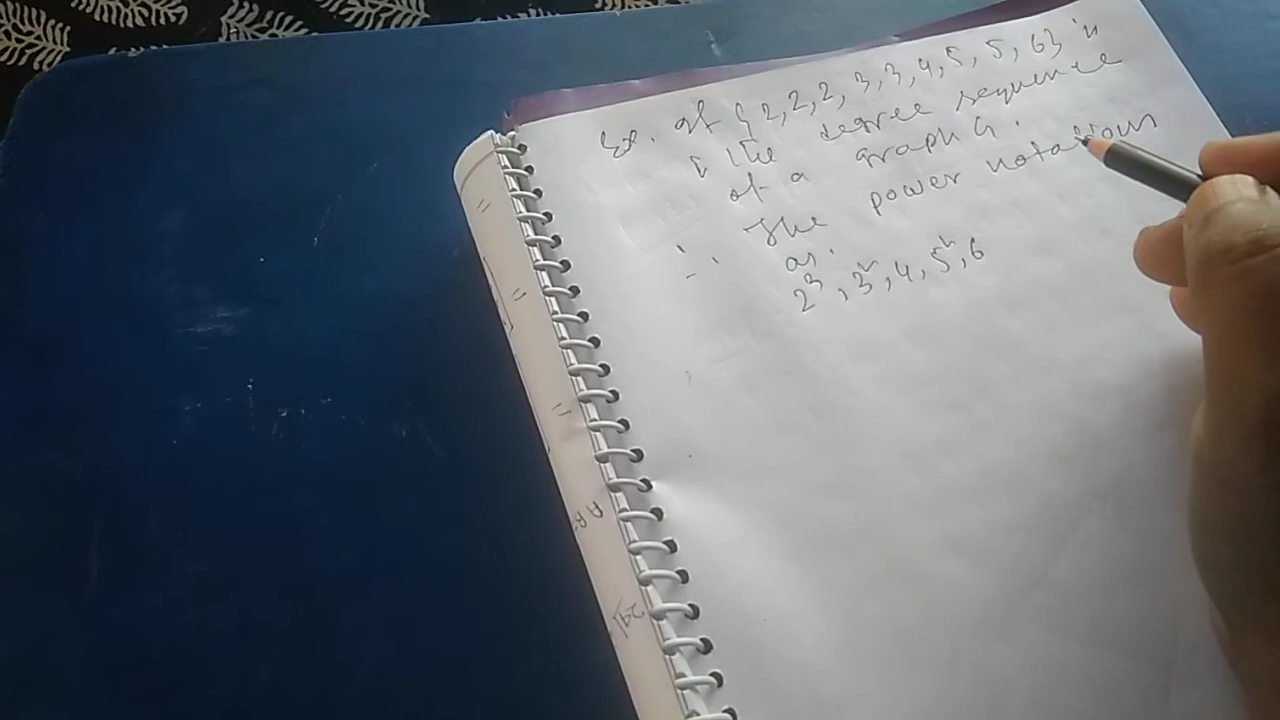 Ex. If { 2, 2, 2, 3, 3, 4, 5, 5, 6} is
the degree sequence
of a graph G.
∴ The power notation
as.
2³, 3², 4, 5², 6